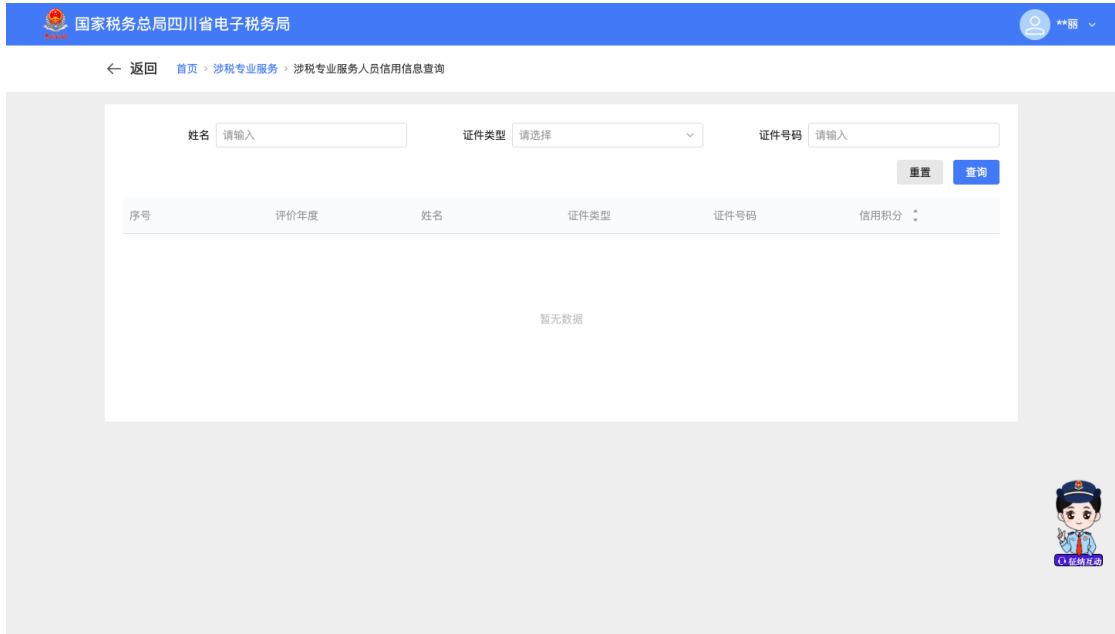 国家税务总局四川省电子税务局
**丽
返回 首页 > 涉税专业服务 > 涉税专业服务人员信用信息查询
姓名 请输入 证件类型 请选择 证件号码 请输入
重置 查询
序号 评价年度 姓名 证件类型 证件号码 信用积分
暂无数据
征纳互动